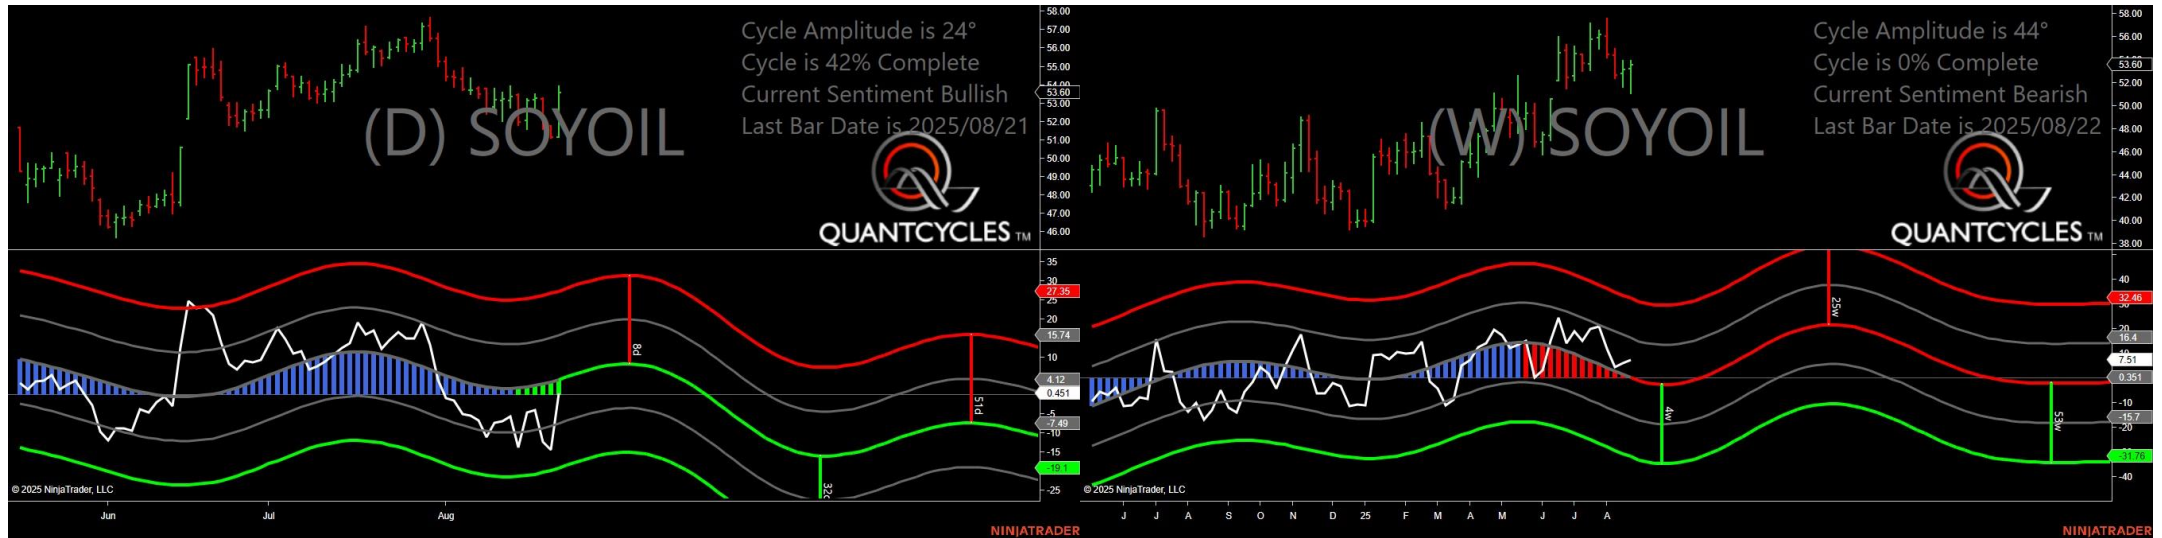 Cycle Amplitude is 24°
Cycle is 42% Complete
Current Sentiment Bullish
Last Bar Date is 2025/08/21
(D) SOYOIL
QUANTCYCLES TM
58.00
57.00
56.00
55.00
54.00
53.60
53.00
52.00
51.00
50.00
49.00
48.00
47.00
46.00
35
30
27.35
25
20
15.74
10
4.12
0.451
-5
-7.49
-10
-15
-19.1
-25
8d
32
51d
© 2025 NinjaTrader, LLC
Jun
Jul
Aug
NINJATRADER
Cycle Amplitude is 44°
Cycle is 0% Complete
Current Sentiment Bearish
Last Bar Date is 2025/08/22
(W) SOYOIL
QUANTCYCLES TM
58.00
56.00
53.60
52.00
50.00
48.00
46.00
44.00
42.00
40.00
38.00
40
32.46
20
16.4
7.51
0.351
-10
-15.7
-20
-31.76
-40
25w
4w
53w
© 2025 NinjaTrader, LLC
J
J
A
S
O
N
D
25
F
M
A
M
J
J
A
NINJATRADER